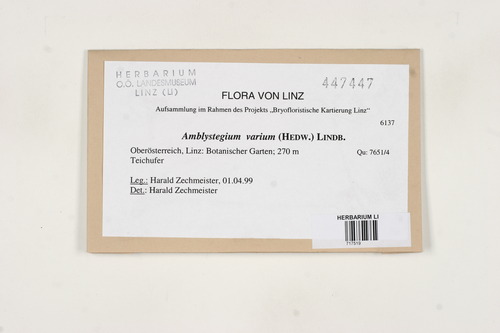 HERBARIUM
O.Ö. LANDESMUSEUM
LINZ (LI)
447447
FLORA VON LINZ
Aufsammlung im Rahmen des Projekts „Bryofloristische Kartierung Linz"
6137
Amblystegium varium (HEDW.) LINDB.
Oberösterreich, Linz: Botanischer Garten; 270 m
Qu: 7651/4
Teichufer
Leg.: Harald Zechmeister, 01.04.99
Det.: Harald Zechmeister
HERBARIUM LI
717519